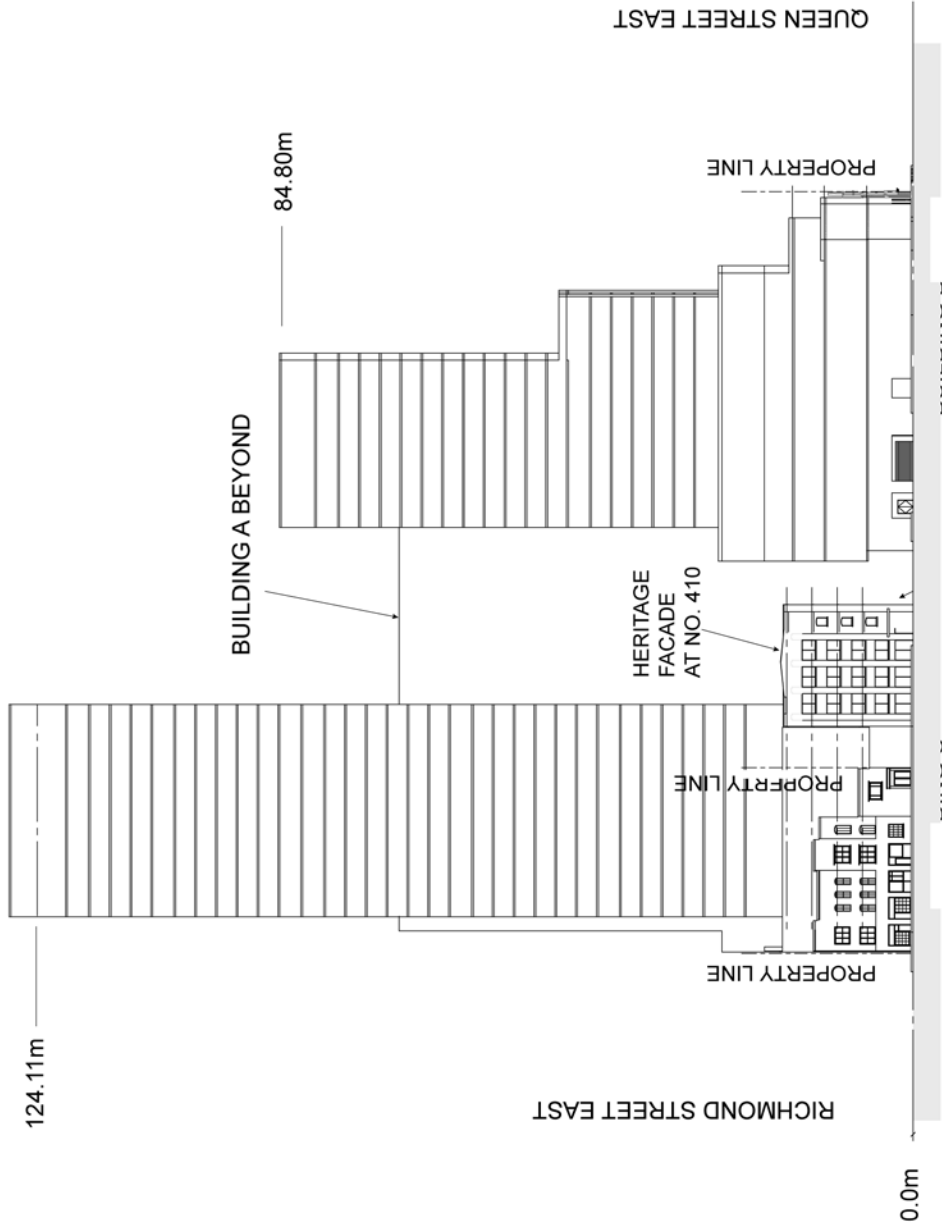 QUEEN STREET EAST
84.80m
PROPERTY LINE
BUILDING A BEYOND
HERITAGE
FACADE
AT NO. 410
PROPERTY LINE
PROPERTY LINE
124.11m
RICHMOND STREET EAST
0.0m